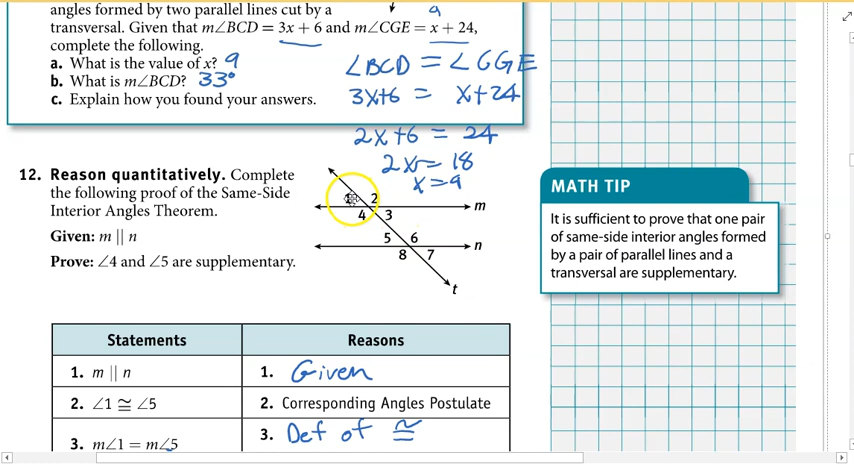 angles formed by two parallel lines cut by a
9
transversal. Given that m∠BCD = 3x + 6 and m∠CGE = x + 24,
complete the following.
a. What is the value of x? 9
∠BCD = ∠CGE
b. What is m∠BCD? 33°
3x+6 = x+24
c. Explain how you found your answers.
2x+6 = 24
2x = 18
x=9
12. Reason quantitatively. Complete
the following proof of the Same-Side
Interior Angles Theorem.
Given: m || n
Prove: ∠4 and ∠5 are supplementary.
1 2
m
4 3
5 6
n
8 7
t
MATH TIP
It is sufficient to prove that one pair
of same-side interior angles formed
by a pair of parallel lines and a
transversal are supplementary.
Statements Reasons
1. m || n 1. Given
2. ∠1 ≅ ∠5 2. Corresponding Angles Postulate
3. m∠1 = m∠5 3. Def of ≅